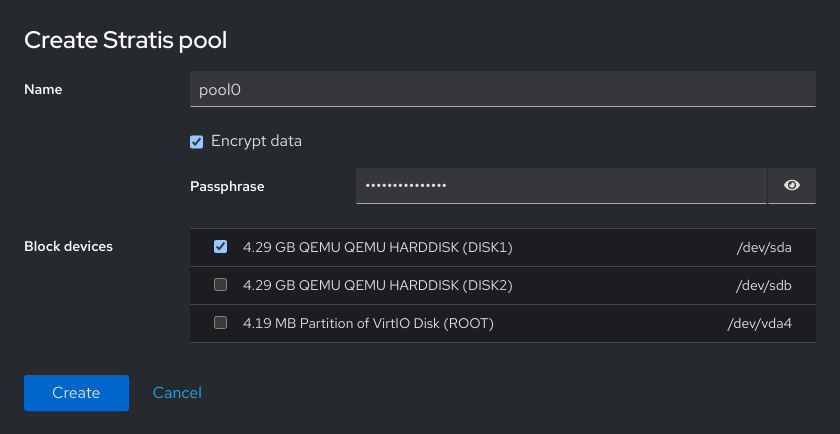 Create Stratis pool
Name
pool0
Encrypt data
Passphrase
•••••••••••••••
Block devices
4.29 GB QEMU QEMU HARDDISK (DISK1) /dev/sda
4.29 GB QEMU QEMU HARDDISK (DISK2) /dev/sdb
4.19 MB Partition of VirtIO Disk (ROOT) /dev/vda4
Create Cancel